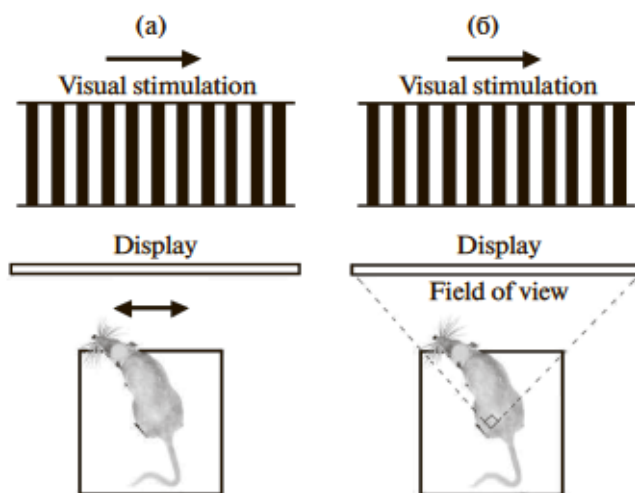 (а)
Visual stimulation
Display
(б)
Visual stimulation
Display
Field of view